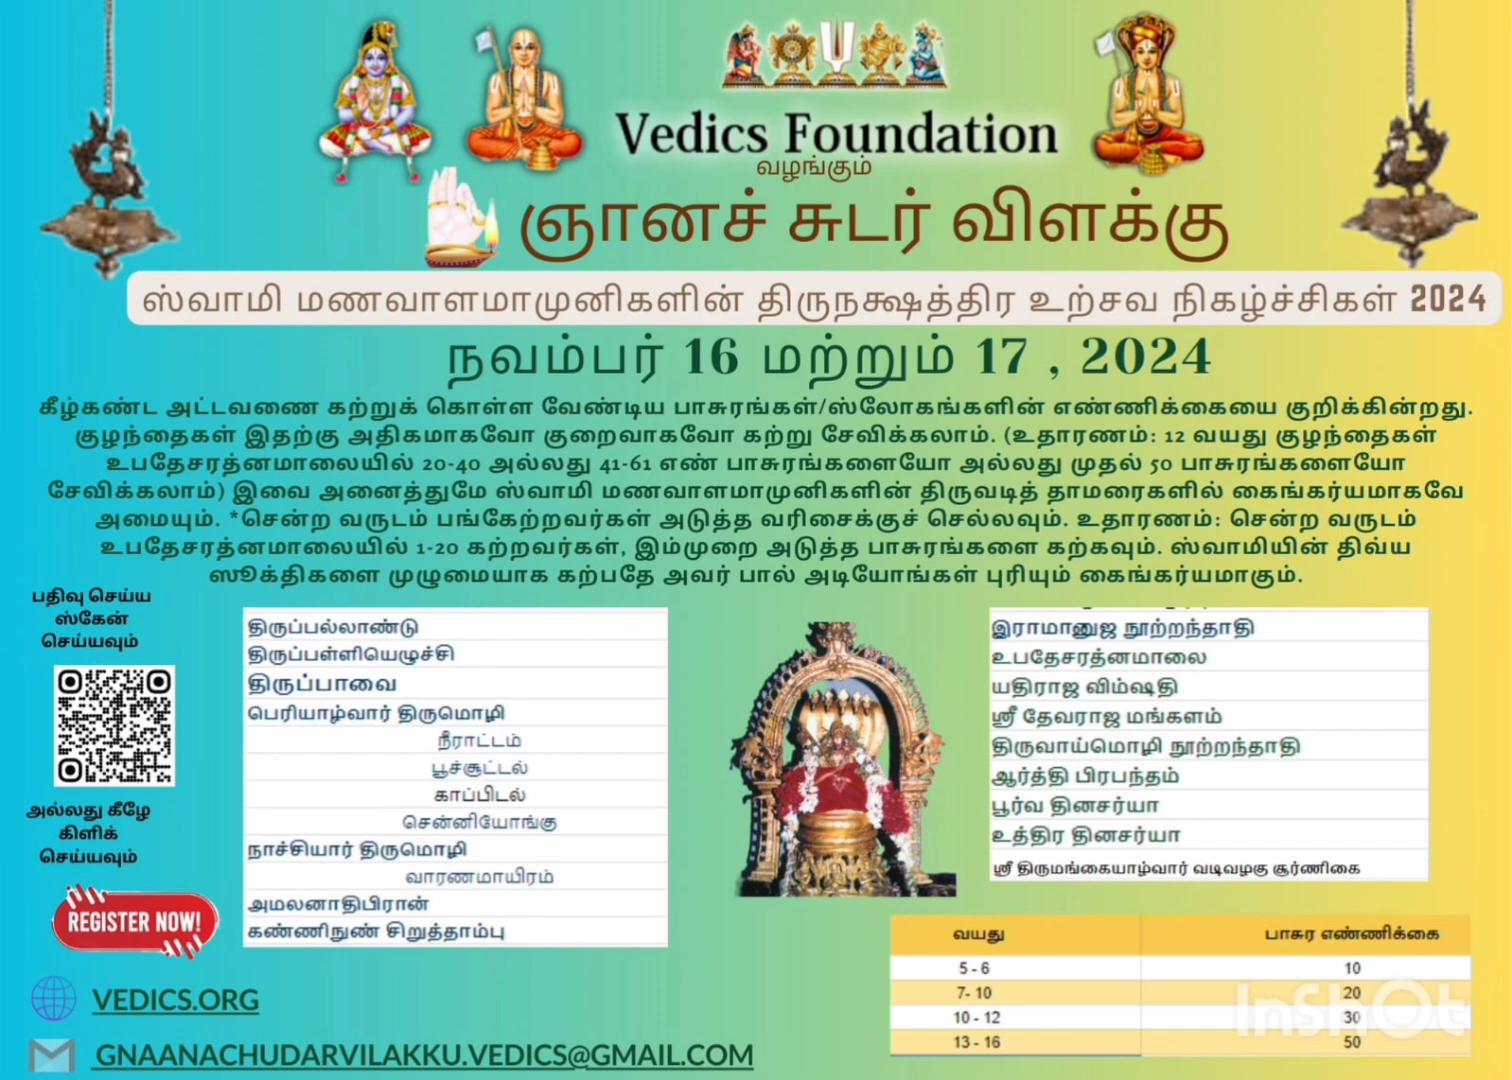 Vedics Foundation
வழங்கும்
ஞானச் சுடர் விளக்கு
ஸ்வாமி மணவாளமாமுனிகளின் திருநக்ஷத்திர உற்சவ நிகழ்ச்சிகள் 2024
நவம்பர் 16 மற்றும் 17 , 2024
கீழ்கண்ட அட்டவணை கற்றுக் கொள்ள வேண்டிய பாசுரங்கள்/ஸ்லோகங்களின் எண்ணிக்கையை குறிக்கின்றது.
குழந்தைகள் இதற்கு அதிகமாகவோ குறைவாகவோ கற்று சேவிக்கலாம். (உதாரணம்: 12 வயது குழந்தைகள்
உபதேசரத்னமாலையில் 20-40 அல்லது 41-61 எண் பாசுரங்களையோ அல்லது முதல் 50 பாசுரங்களையோ
சேவிக்கலாம்) இவை அனைத்துமே ஸ்வாமி மணவாளமாமுனிகளின் திருவடித் தாமரைகளில் கைங்கர்யமாகவே
அமையும். *சென்ற வருடம் பங்கேற்றவர்கள் அடுத்த வரிசைக்குச் செல்லவும். உதாரணம்: சென்ற வருடம்
உபதேசரத்னமாலையில் 1-20 கற்றவர்கள், இம்முறை அடுத்த பாசுரங்களை கற்கவும். ஸ்வாமியின் திவ்ய
ஸூக்திகளை முழுமையாக கற்பதே அவர் பால் அடியோங்கள் புரியும் கைங்கர்யமாகும்.
பதிவு செய்ய
ஸ்கேன்
செய்யவும்
அல்லது கீழே
கிளிக்
செய்யவும்
REGISTER NOW!
திருப்பல்லாண்டு
திருப்பள்ளியெழுச்சி
திருப்பாவை
பெரியாழ்வார் திருமொழி
நீராட்டம்
பூச்சூட்டல்
காப்பிடல்
சென்னியோங்கு
நாச்சியார் திருமொழி
வாரணமாயிரம்
அமலனாதிபிரான்
கண்ணிநுண் சிறுத்தாம்பு
இராமானுஜ நூற்றந்தாதி
உபதேசரத்னமாலை
யதிராஜ விம்ஷதி
ஸ்ரீ தேவராஜ மங்களம்
திருவாய்மொழி நூற்றந்தாதி
ஆர்த்தி பிரபந்தம்
பூர்வ தினசர்யா
உத்திர தினசர்யா
ஸ்ரீ திருமங்கையாழ்வார் வடிவழகு சூர்ணிகை
வயது பாசுர எண்ணிக்கை
5 - 6 10
7- 10 20
10 - 12 30
13 - 16 50
InShOt
VEDICS.ORG
GNAANACHUDARVILAKKU.VEDICS@GMAIL.COM